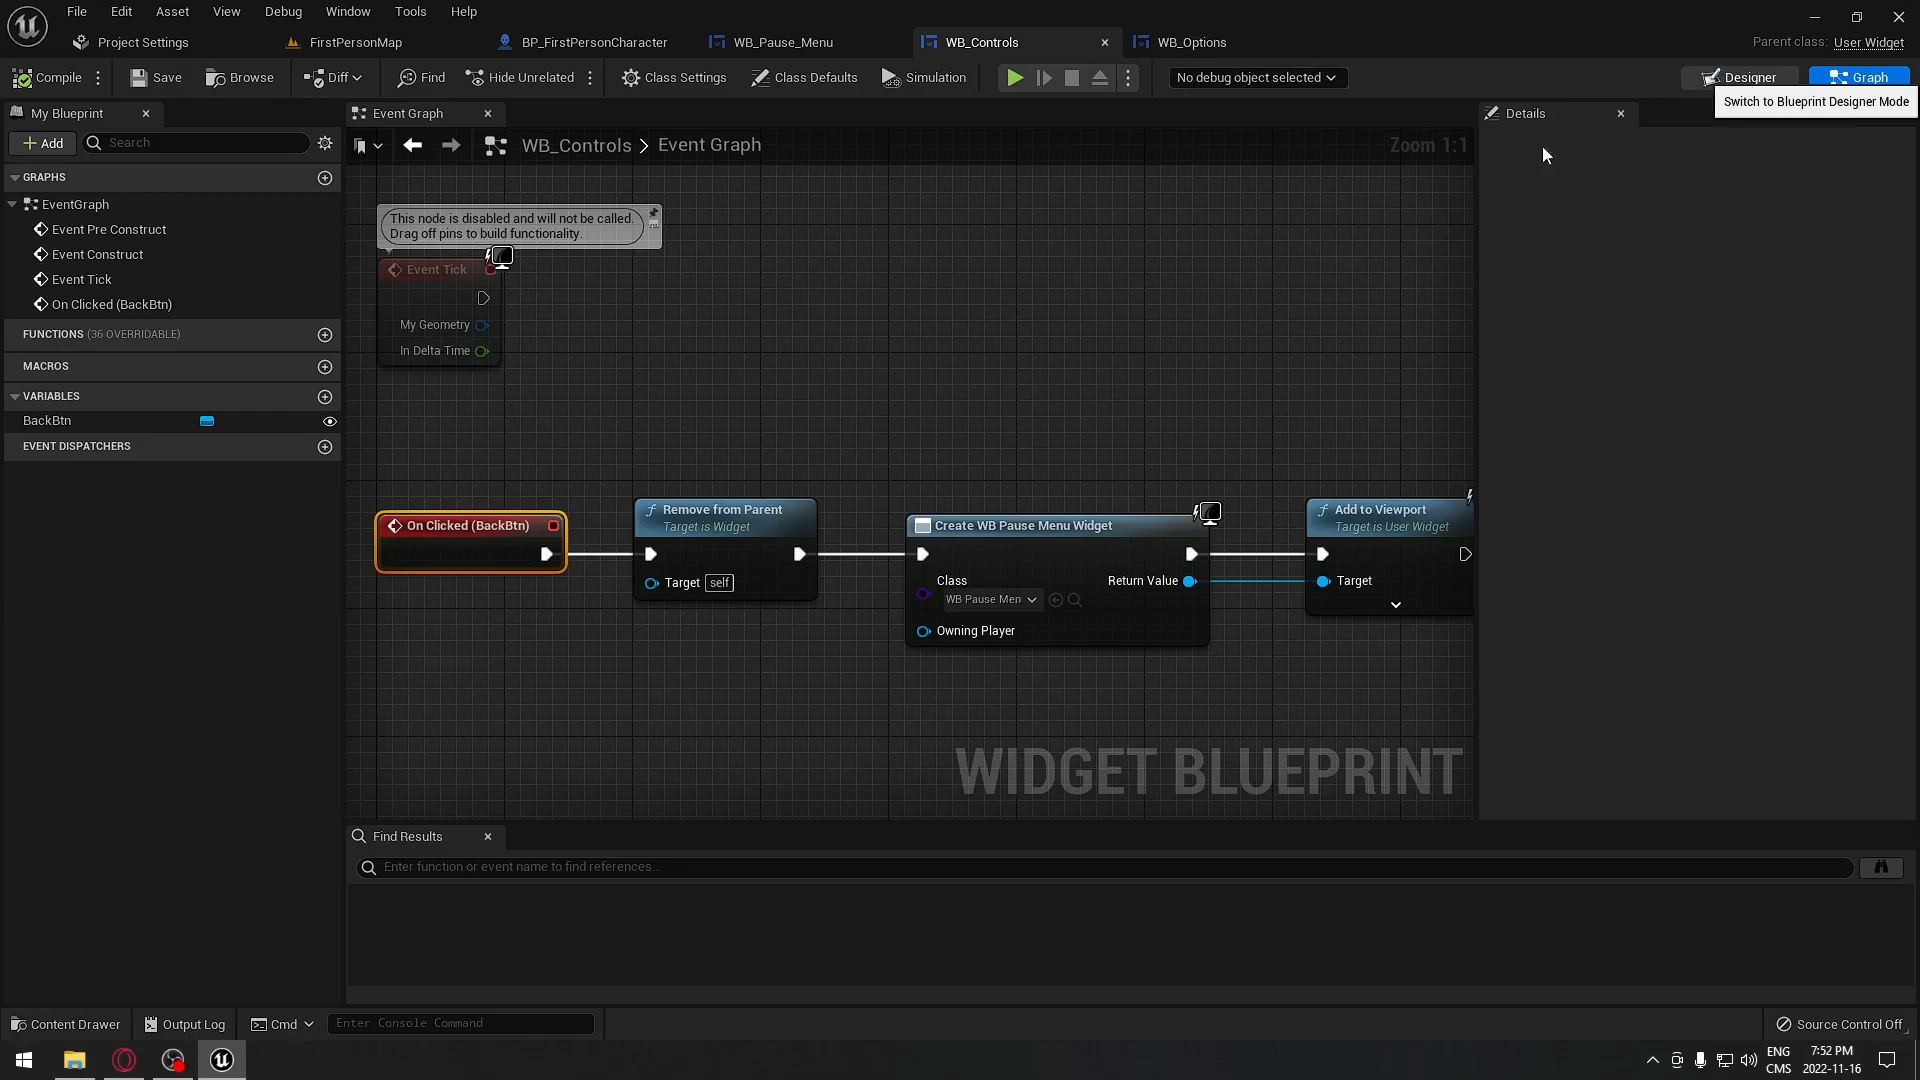 File Edit Asset View Debug Window Tools Help
Project Settings FirstPersonMap BP_FirstPersonCharacter WB_Pause_Menu WB_Controls WB_Options Parent class: User Widget
Compile Save Browse Diff Find Hide Unrelated Class Settings Class Defaults Simulation No debug object selected Designer Graph
Switch to Blueprint Designer Mode
My Blueprint Event Graph Details
Add Search WB_Controls > Event Graph Zoom 1:1
GRAPHS
EventGraph
Event Pre Construct
Event Construct
Event Tick
On Clicked (BackBtn)
FUNCTIONS (36 OVERRIDABLE)
MACROS
VARIABLES
BackBtn
EVENT DISPATCHERS
This node is disabled and will not be called.
Drag off pins to build functionality.
Event Tick
My Geometry
In Delta Time
On Clicked (BackBtn)
Remove from Parent
Target is Widget
Target self
Create WB Pause Menu Widget
Class Return Value
WB Pause Men
Owning Player
Add to Viewport
Target is User Widget
Target
WIDGET BLUEPRINT
Find Results
Enter function or event name to find references...
Content Drawer Output Log Cmd Enter Console Command Source Control Off
ENG 7:52 PM
CMS 2022-11-16